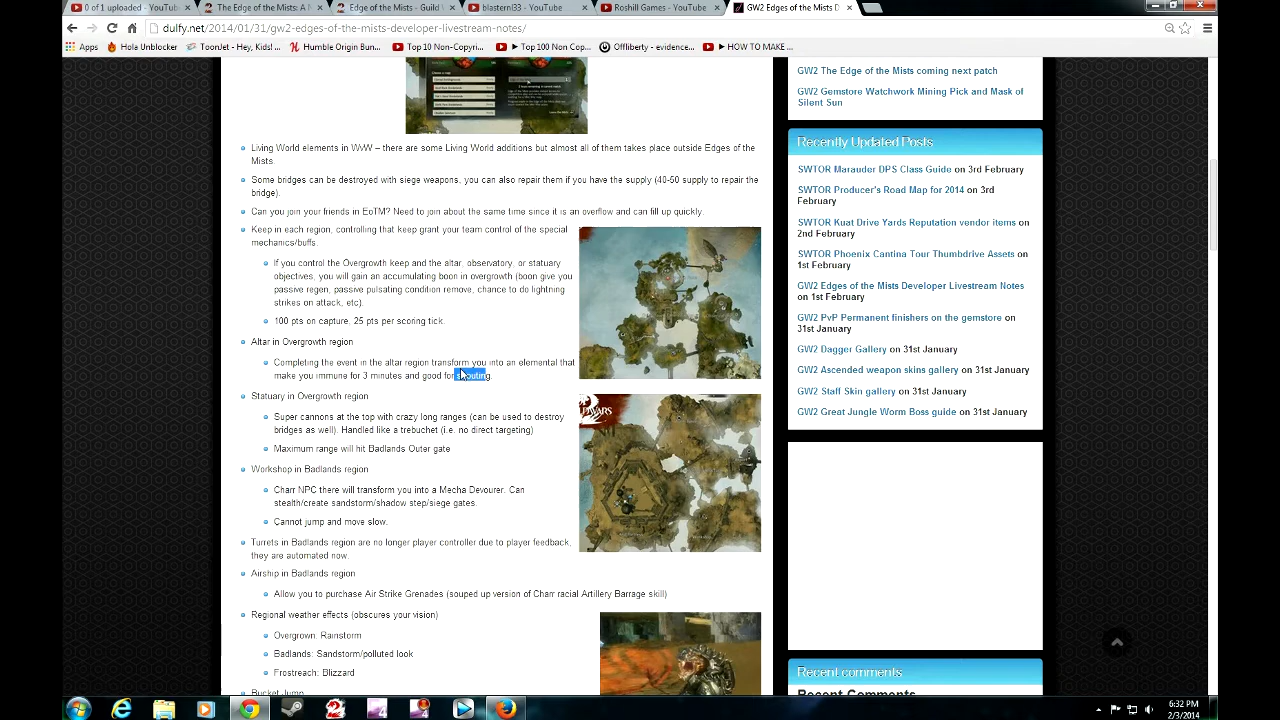 0 of 1 uploaded - YouTube
The Edge of the Mists A N
Edge of the Mists - Guild W
blastern33 - YouTube
Rophill Games - YouTube
GW2 Edges of the Mists D
dulfy.net/2014/01/31/gw2-edges-of-the-mists-developer-livestream-notes/
Apps
Hola Unblocker
ToonJet Hey, Kids!...
Homestuck - Begin...
Top 10 Non-Copyri...
Top 100 Non Cop...
Offliberty - evidence...
HOW TO MAKE ...
Living World elements in WvW – there are some Living World additions but almost all of them takes place outside Edges of the
Mists.
Some bridges can be destroyed with siege weapons, you can also repair them if you have the supply (40-50 supply to repair the
bridge).
Can you join your friends in EoTM? Need to join about the same time since it is an overflow and can fill up quickly.
Keeps per region, controlling that keep grant your team control of the special
mechanics/buffs.
If you control the Overgrowth keep and the altar, observatory, or statuary
objectives, you will gain an accumulating boon in overgrowth (boon give you
passive regen, passive pulsating condition remove, chance to do lightning
strikes on attack, etc).
100 pts on capture, 25 pts per scoring tick.
Altar in Overgrowth region
Completing the event in the altar region transform you into an elemental that
make you immune for 3 minutes and good for scouting.
Statuary in Overgrowth region
Super cannons at the top with crazy long ranges (can be used to destroy
bridges as well). Handled like a trebuchet (i.e. no direct targeting)
Maximum range will hit Badlands Outer gate
Workshop in Badlands region
Charr NPC there will transform you into a Mecha Devourer. Can
stealth/create sandstorm/shadow step/siege gates.
Cannot jump and move slow.
Turrets in Badlands region are no longer player controller due to player feedback,
they are automated now.
Airship in Badlands region
Allow you to purchase Air Strike Grenades (souped up version of Charr racial Artillery Barrage skill)
Regional weather effects (obscures your vision)
Overgrown: Rainstorm
Badlands: Sandstorm/polluted look
Frostreach: Blizzard
Bucket Jump
GW2 The Edge of the Mists coming next patch
GW2 Gemstore Watchwork Mining Pick and Mask of
Silent Sun
Recently Updated Posts
SWTOR Marauder DPS Class Guide on 3rd February
SWTOR Producer's Road Map for 2014 on 3rd
February
SWTOR Kuat Drive Yards Reputation vendor items on
2nd February
SWTOR Phoenix Cantina Tour Thumbdrive Assets on
1st February
GW2 Edges of the Mists Developer Livestream Notes
on 1st February
GW2 PvP Permanent finishers on the gemstore on
31st January
GW2 Dagger Gallery on 31st January
GW2 Ascended weapon skins gallery on 31st January
GW2 Staff Skin gallery on 31st January
GW2 Great Jungle Worm Boss guide on 31st January
Recent comments
Recent Comments
6:32 PM
2/3/2014